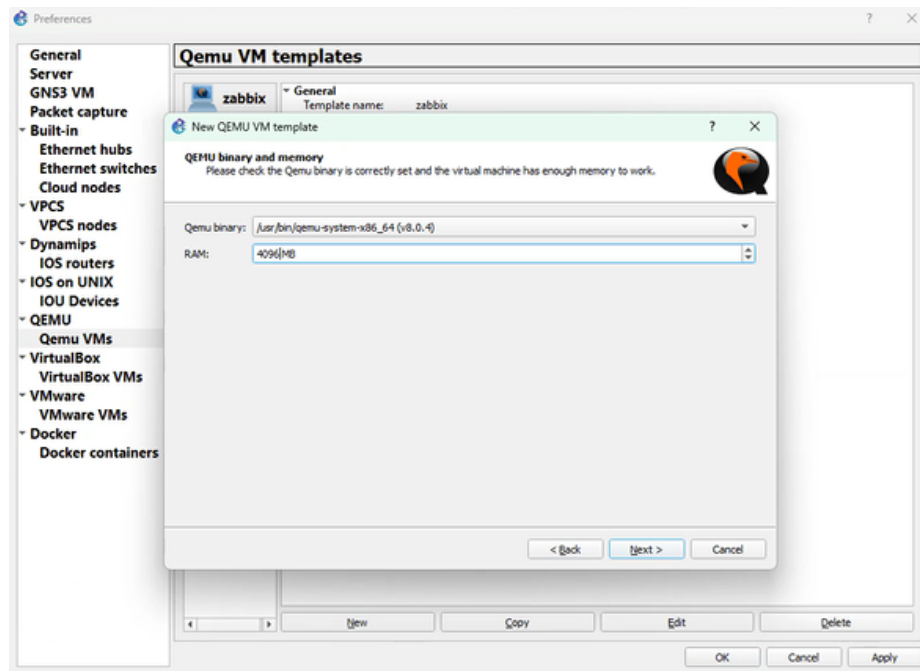 Preferences
? ×
General
Server
GNS3 VM
Packet capture
Built-in
Ethernet hubs
Ethernet switches
Cloud nodes
VPCS
VPCS nodes
Dynamips
IOS routers
IOS on UNIX
IOU Devices
QEMU
Qemu VMs
VirtualBox
VirtualBox VMs
VMware
VMware VMs
Docker
Docker containers
Qemu VM templates
zabbix
General
Template name: zabbix
New QEMU VM template
? ×
QEMU binary and memory
Please check the Qemu binary is correctly set and the virtual machine has enough memory to work.
Qemu binary: /usr/bin/qemu-system-x86_64 (v8.0.4)
RAM: 4096 MB
< Back Next > Cancel
New Copy Edit Delete
OK Cancel Apply